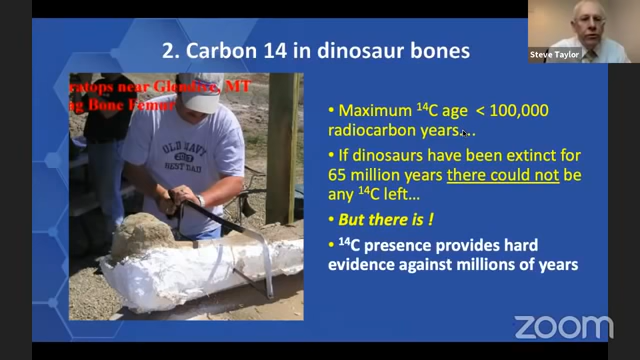 Steve Taylor
2. Carbon 14 in dinosaur bones
ratops near Glendive, MT
ng Bone Femur
OLD NAVY
BEST DAD
• Maximum ¹⁴C age < 100,000
radiocarbon years….
• If dinosaurs have been extinct for
65 million years there could not be
any ¹⁴C left…
• But there is !
• ¹⁴C presence provides hard
evidence against millions of years
zoom